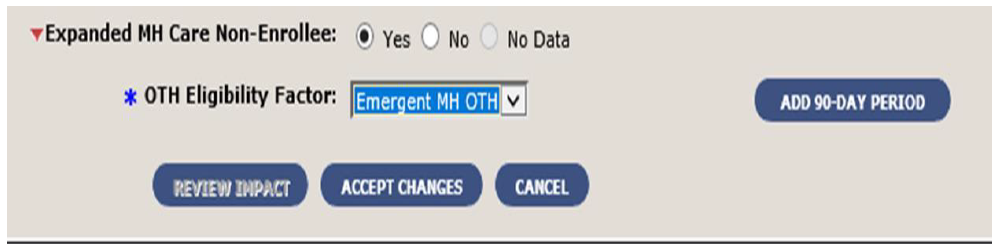 Expanded MH Care Non-Enrollee: Yes No No Data
* OTH Eligibility Factor: Emergent MH OTH ADD 90-DAY PERIOD
REVIEW IMPACT ACCEPT CHANGES CANCEL